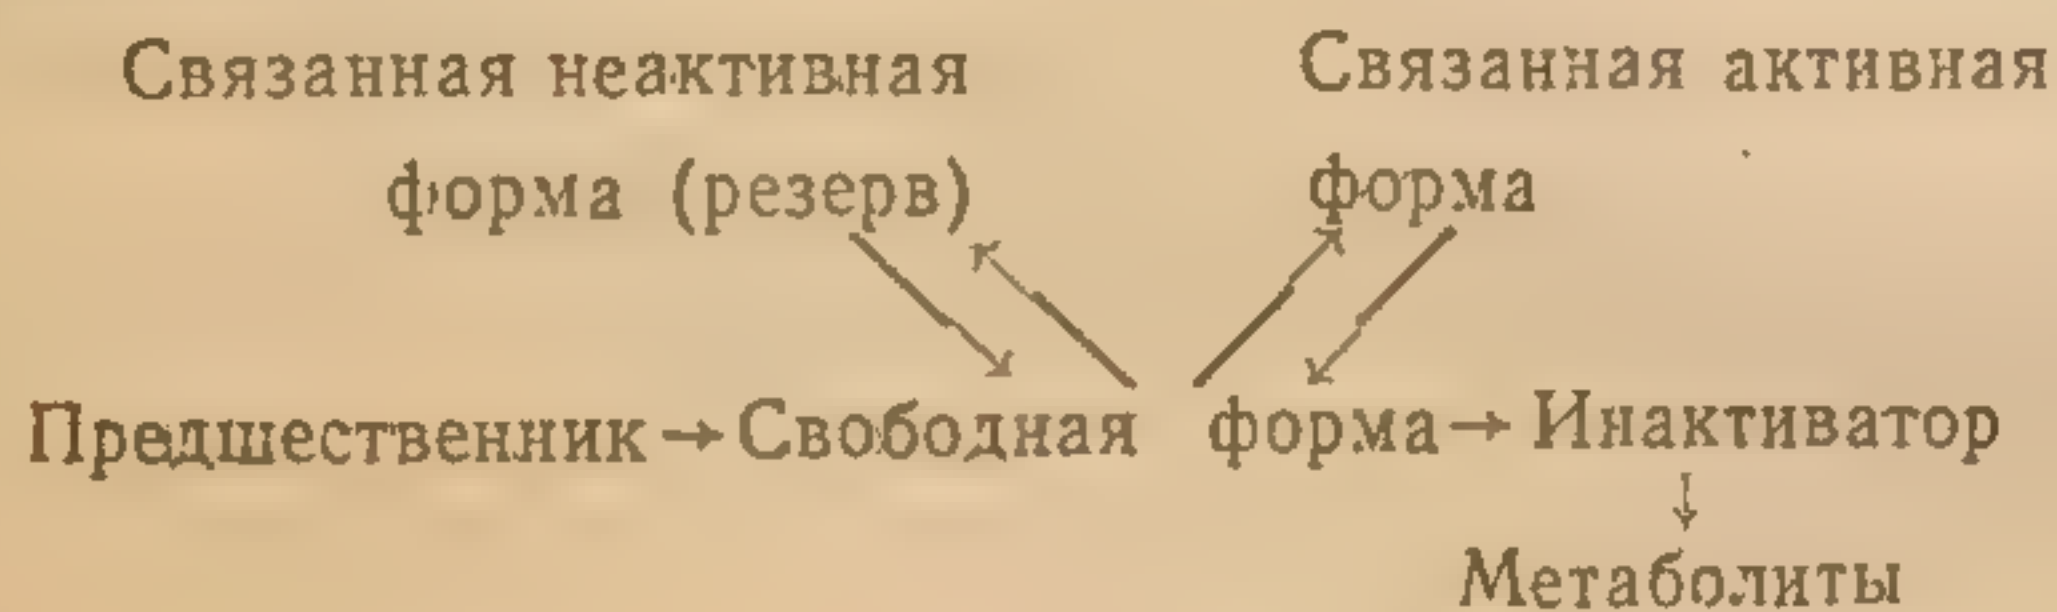 Связанная неактивная Связанная активная
форма (резерв) форма
Предшественник → Свободная форма → Инактиватор
↓
Метаболиты